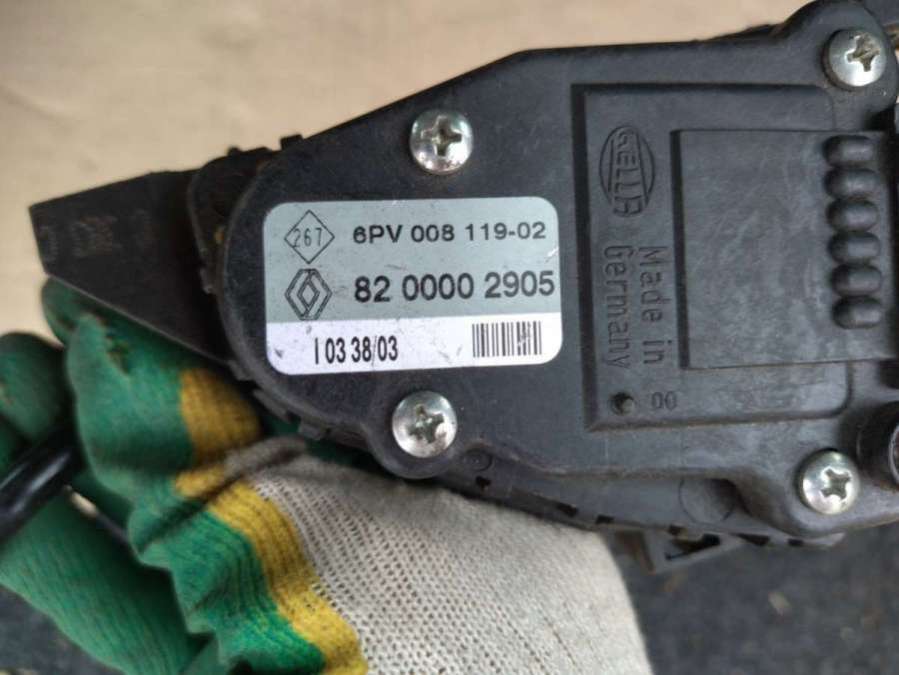 267
6PV 008 119-02
82 0000 2905
I 03 38/03
HELLA
Made in
Germany
00